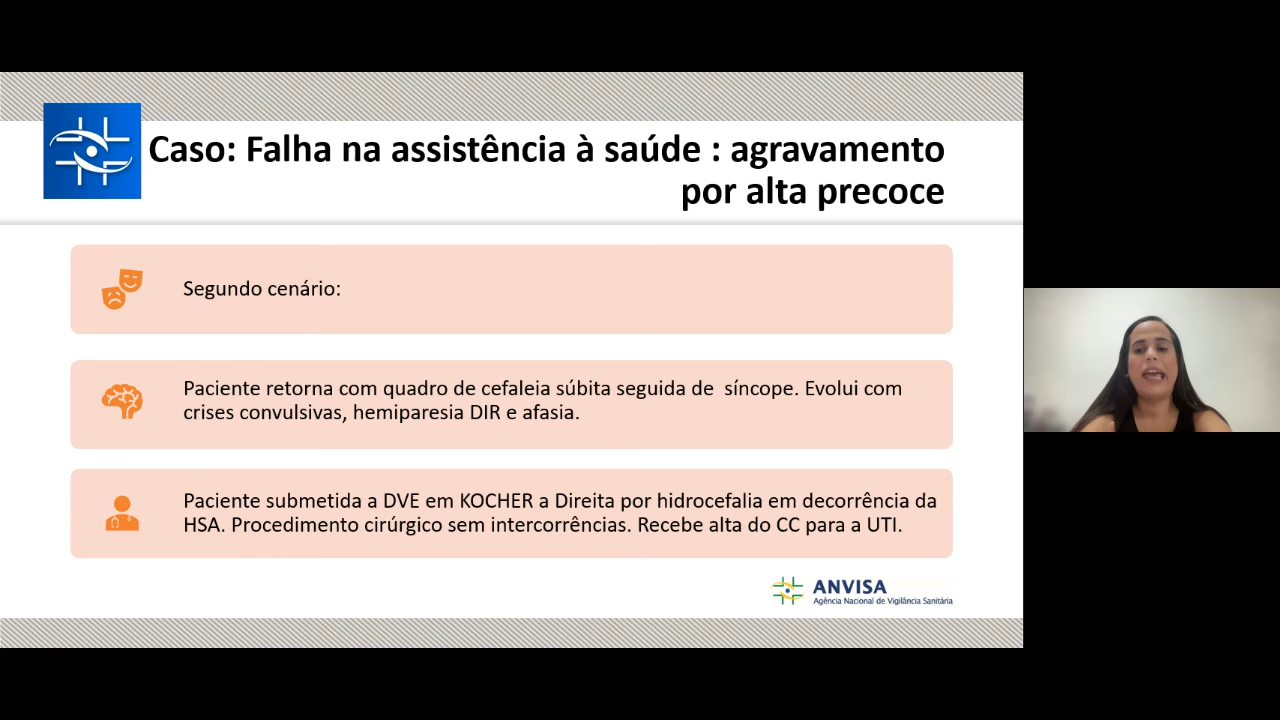 Caso: Falha na assistência à saúde : agravamento
por alta precoce
Segundo cenário:
Paciente retorna com quadro de cefaleia súbita seguida de  síncope. Evolui com
crises convulsivas, hemiparesia DIR e afasia.
Paciente submetida a DVE em KOCHER a Direita por hidrocefalia em decorrência da
HSA. Procedimento cirúrgico sem intercorrências. Recebe alta do CC para a UTI.
ANVISA
Agência Nacional de Vigilância Sanitária